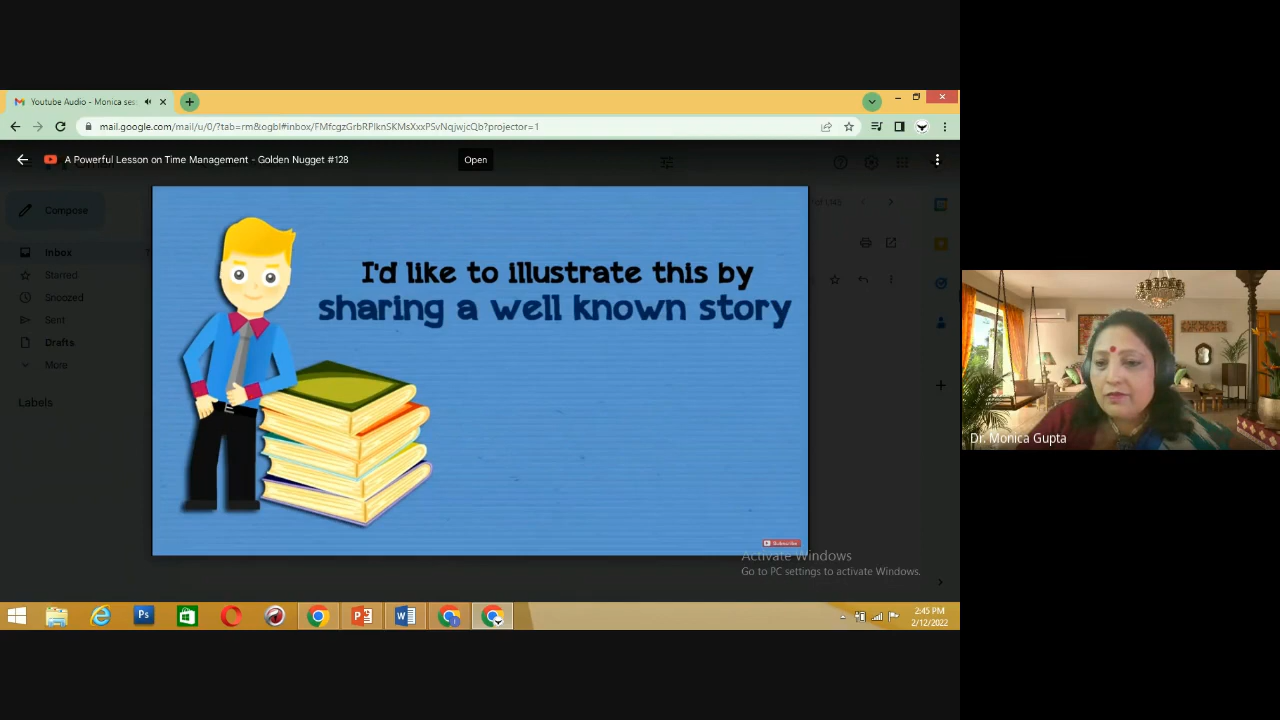 Youtube Audio - Monica ses
mail.google.com/mail/u/0/?tab=rm&ogbl#inbox/FMfcgzGrbRPlknSKMsXxxPSvNqjwjcQb?projector=1
A Powerful Lesson on Time Management - Golden Nugget #128
Open
Compose
Inbox
Starred
Snoozed
Sent
Drafts
More
Labels
I'd like to illustrate this by
sharing a well known story
Subscribe
Activate Windows
Go to PC settings to activate Windows.
Ps
2:45 PM
2/12/2022
Dr. Monica Gupta